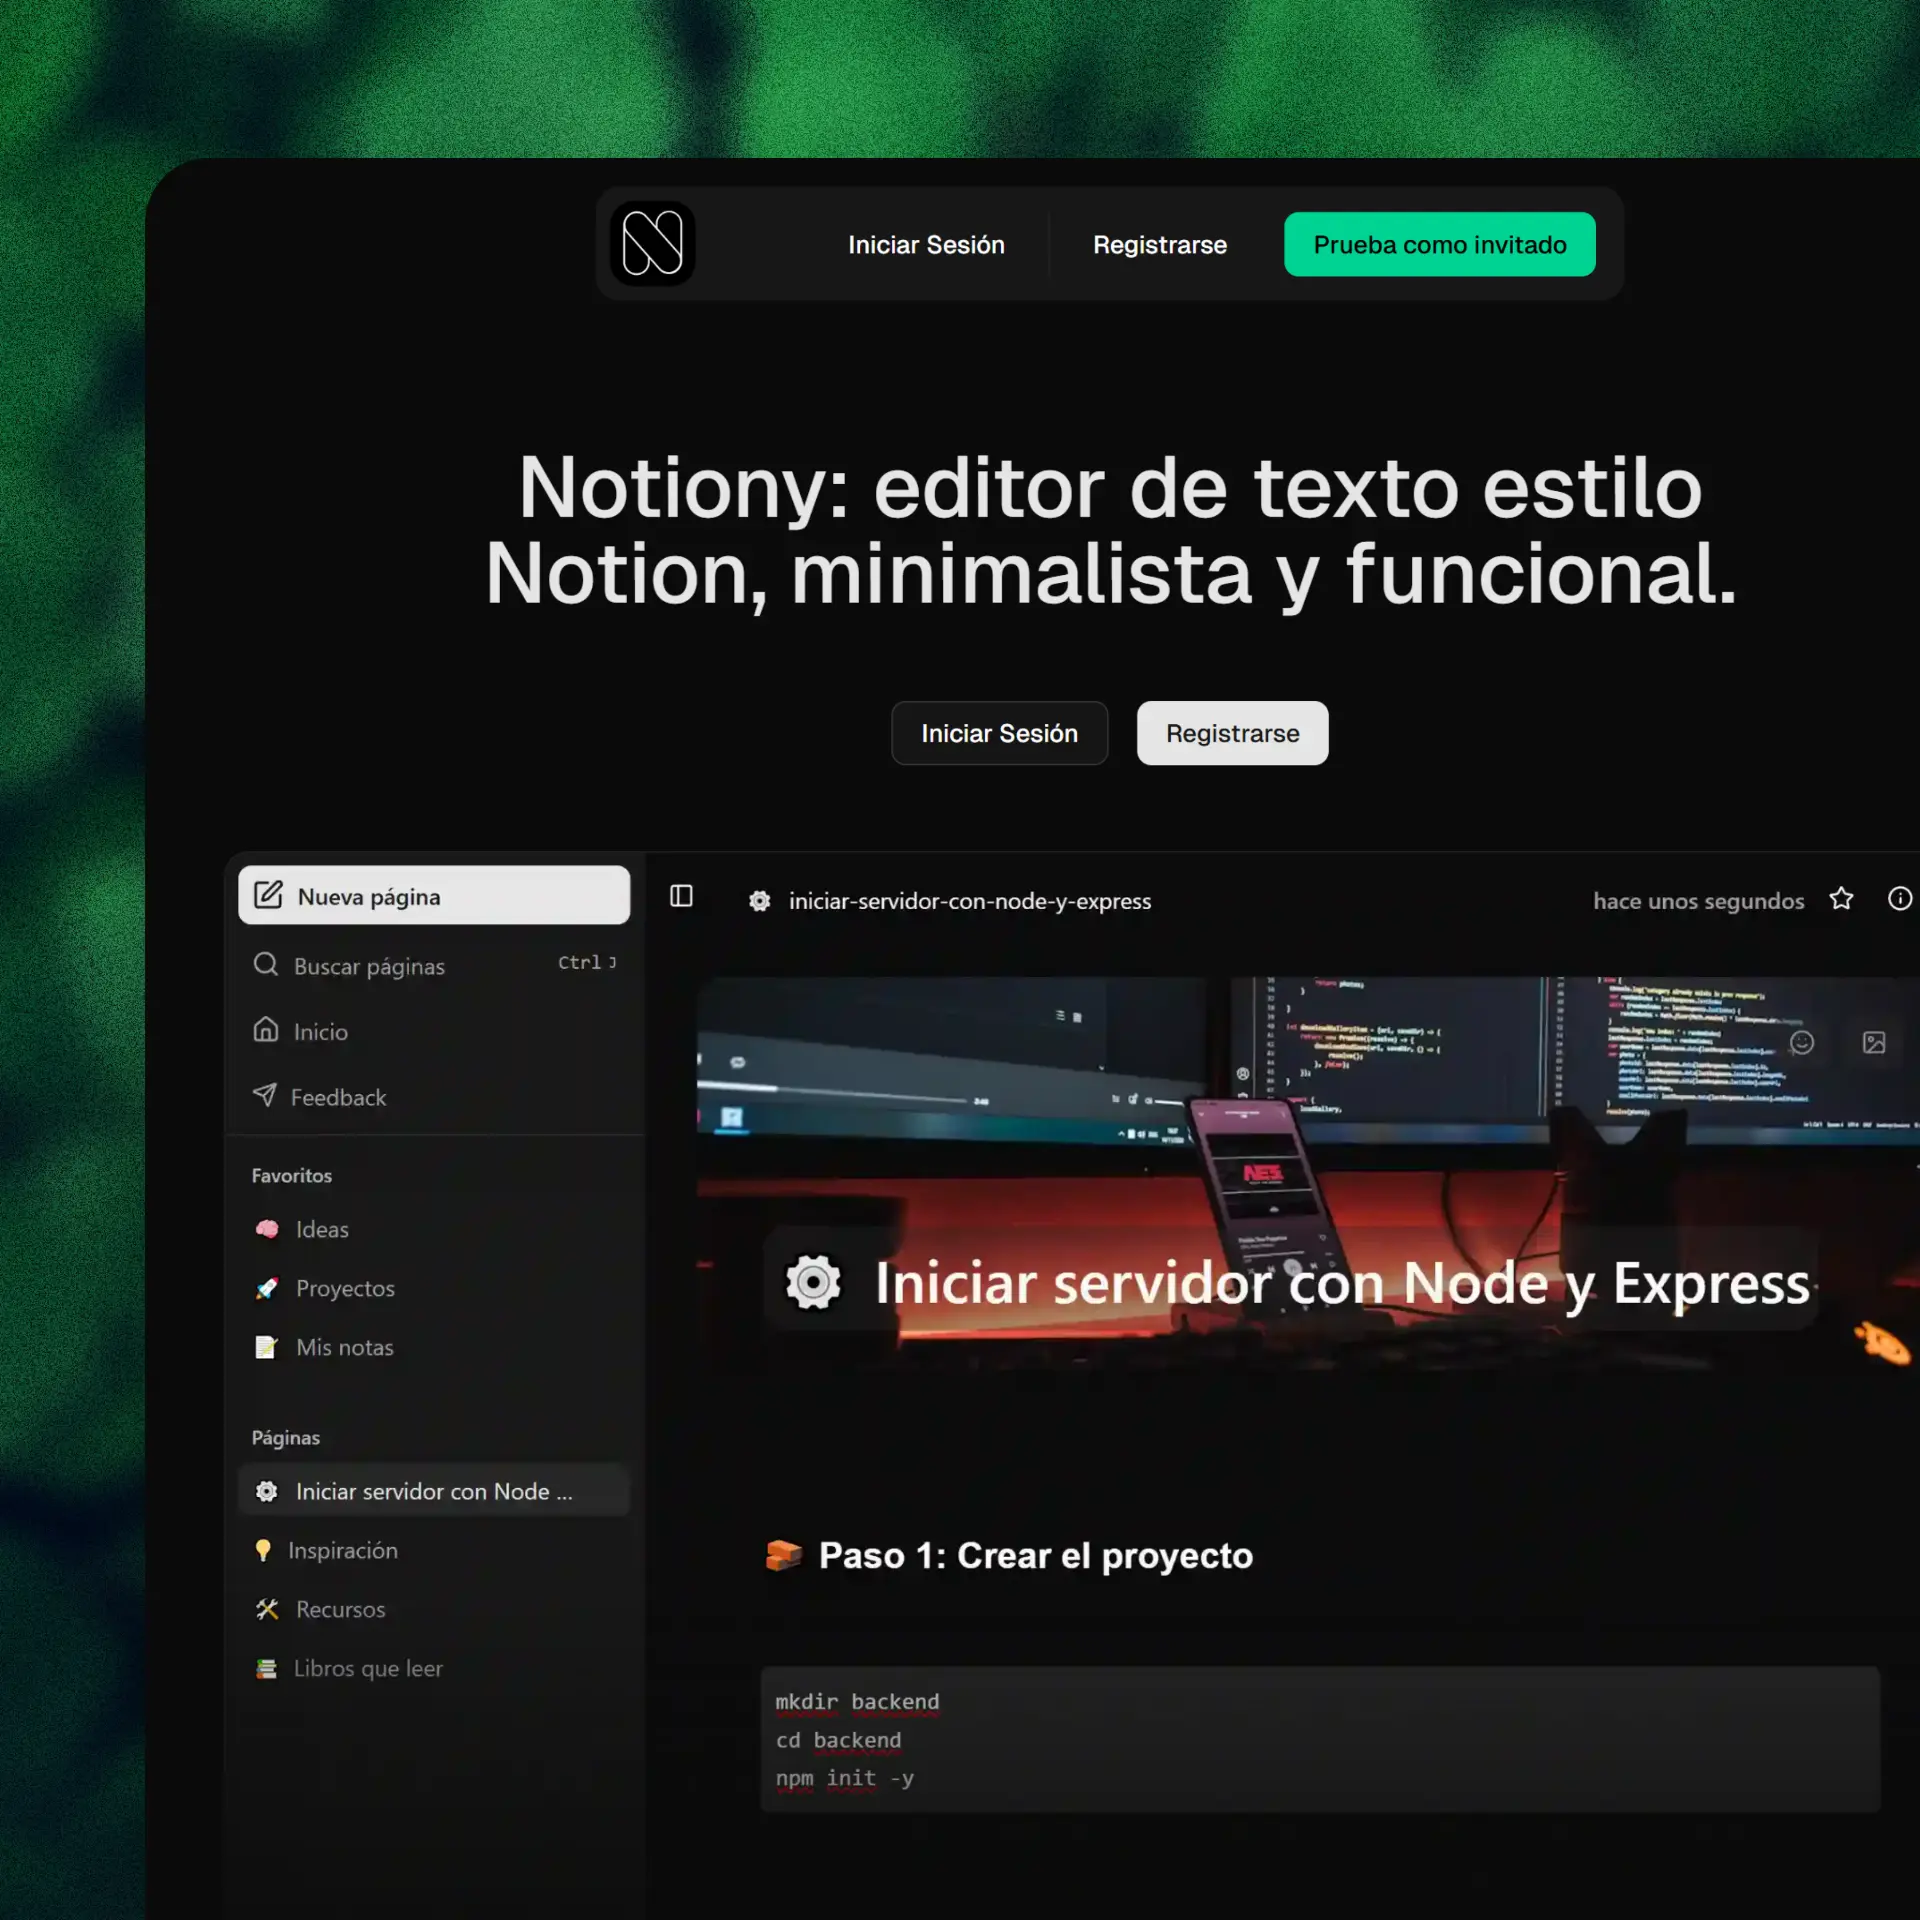 Iniciar Sesión
Registrarse
Prueba como invitado
Notiony: editor de texto estilo
Notion, minimalista y funcional.
Iniciar Sesión
Registrarse
Nueva página
Buscar páginas Ctrl J
Inicio
Feedback
Favoritos
Ideas
Proyectos
Mis notas
Páginas
Iniciar servidor con Node ...
Inspiración
Recursos
Libros que leer
iniciar-servidor-con-node-y-express
hace unos segundos
Iniciar servidor con Node y Express
Paso 1: Crear el proyecto
mkdir backend
cd backend
npm init -y